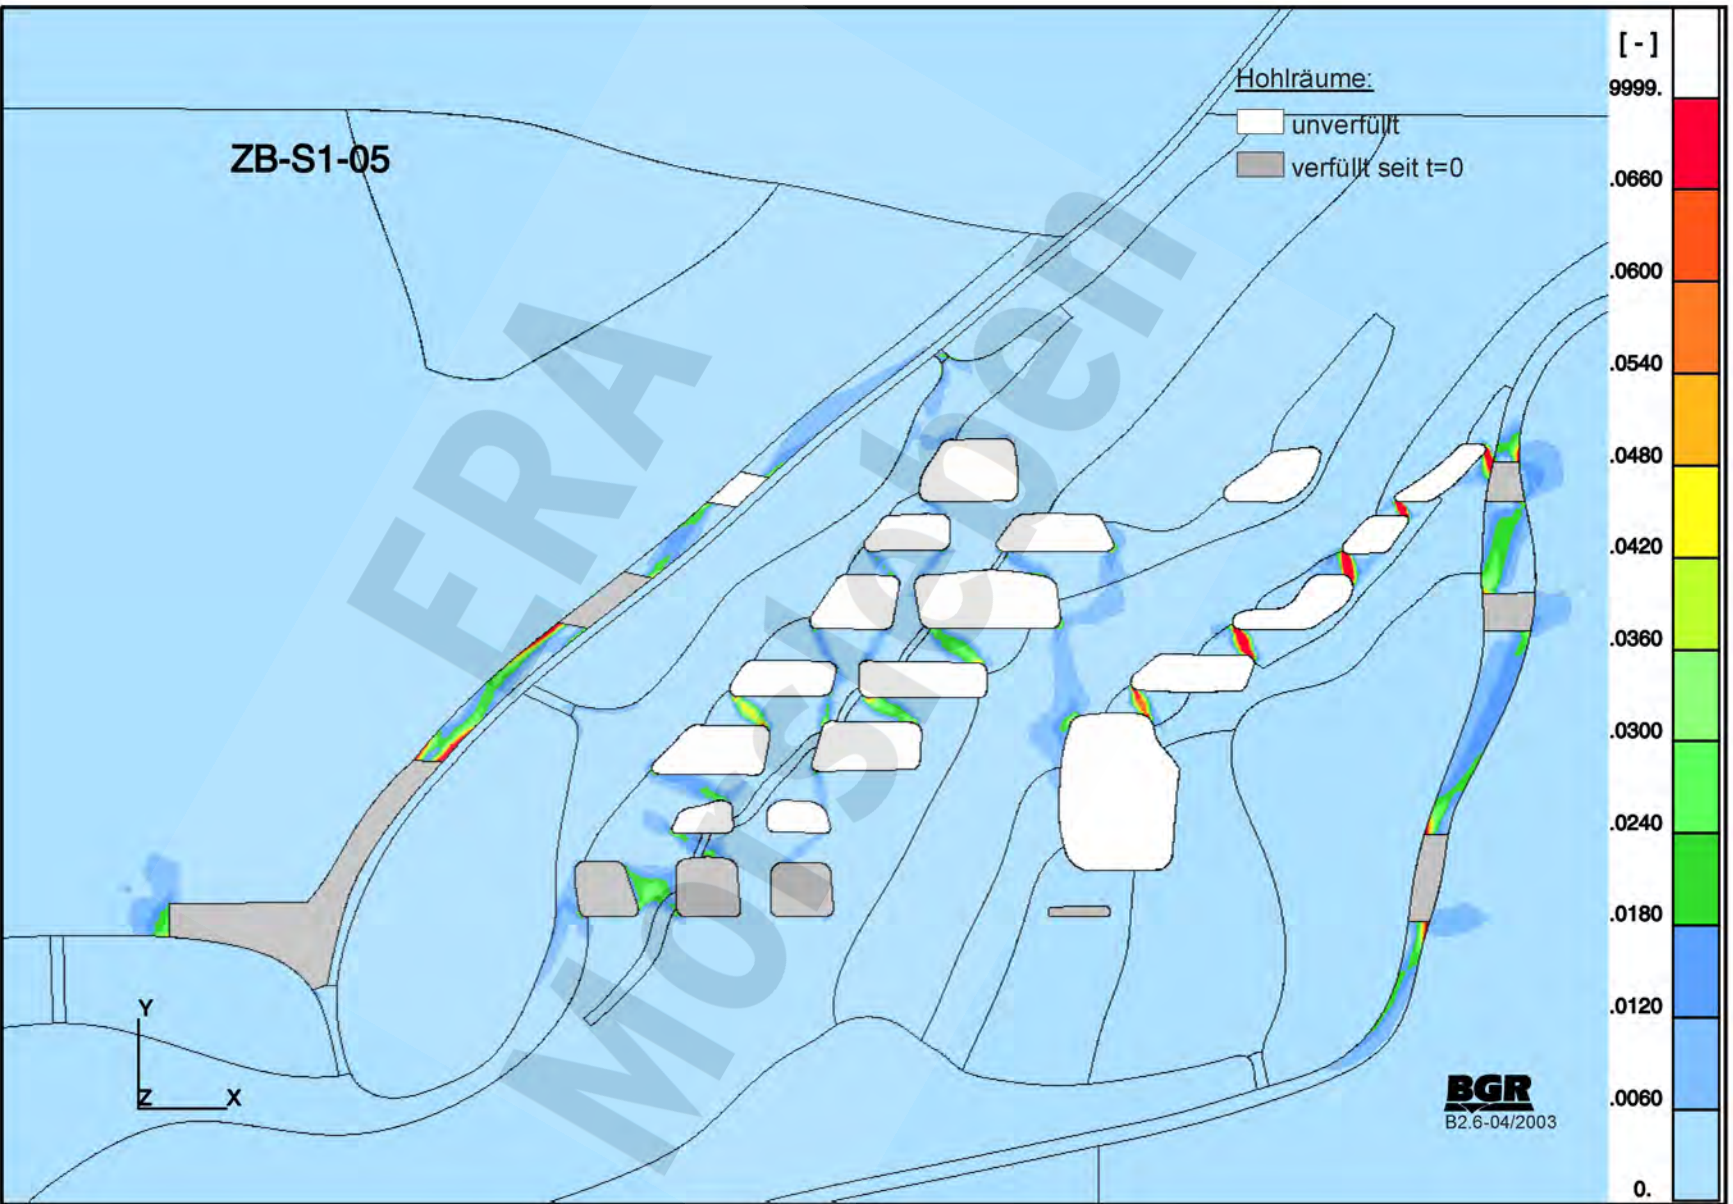 [ - ]
Hohlräume:
unverfüllt
verfüllt seit t=0
ZB-S1-05
9999.
.0660
.0600
.0540
.0480
.0420
.0360
.0300
.0240
.0180
.0120
.0060
0.
ERA
Morsleben
Y
Z X
BGR
B2.6-04/2003